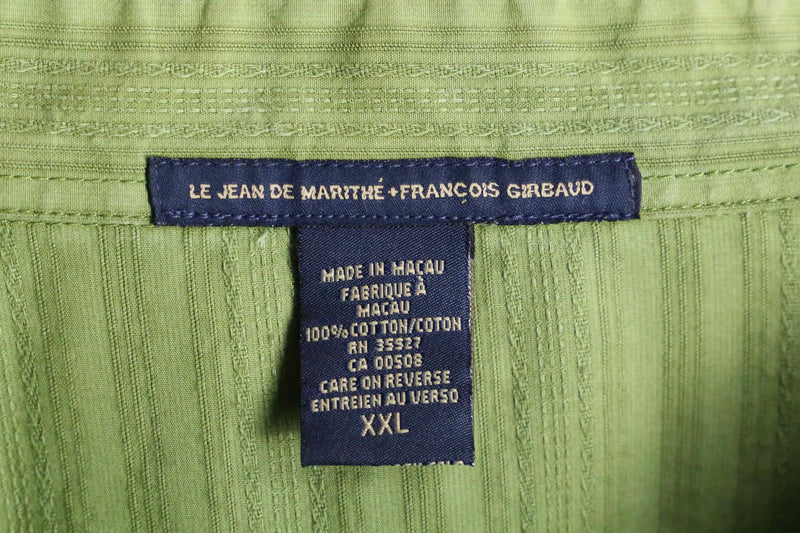 LE JEAN DE MARITHÉ+FRANÇOIS GIRBAUD
MADE IN MACAU
FABRIQUE À
MACAU
100% COTTON/COTON
RN 35527
CA 00508
CARE ON REVERSE
ENTREIEN AU VERSO
XXL